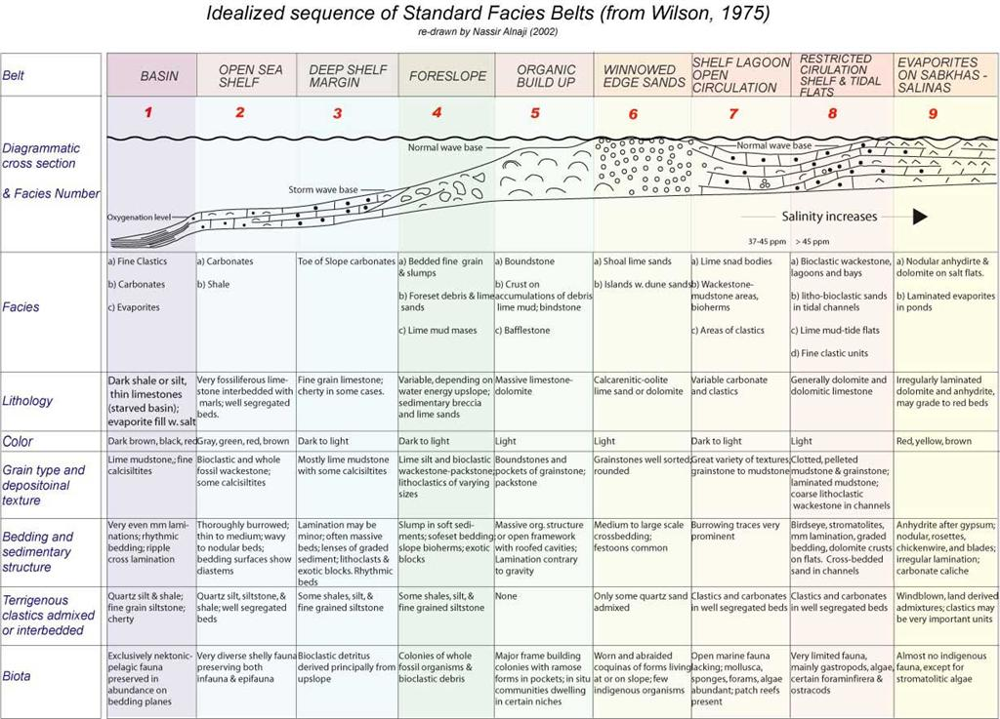 Idealized sequence of Standard Facies Belts (from Wilson, 1975)
re-drawn by Nassir Alnaji (2002)
Belt
BASIN
OPEN SEA
SHELF
DEEP SHELF
MARGIN
FORESLOPE
ORGANIC
BUILD UP
WINNOWED
EDGE SANDS
SHELF LAGOON
OPEN
CIRCULATION
RESTRICTED
CIRULATION
SHELF & TIDAL
FLATS
EVAPORITES
ON SABKHAS -
SALINAS
1
2
3
4
5
6
7
8
9
Diagrammatic
cross section
& Facies Number
Oxygenation level
Storm wave base
Normal wave base
Normal wave base
Salinity increases
37-45 ppm
> 45 ppm
Facies
a) Fine Clastics
b) Carbonates
c) Evaporites
a) Carbonates
b) Shale
Toe of Slope carbonates
a) Bedded fine grain
& slumps
b) Foreset debris & lime
sands
c) Lime mud mases
a) Boundstone
b) Crust on
accumulations of debris
lime mud; bindstone
c) Bafflestone
a) Shoal lime sands
b) Islands w. dune sands
a) Lime snad bodies
b) Wackestone-
mudstone areas,
bioherms
c) Areas of clastics
a) Bioclastic wackestone,
lagoons and bays
b) litho-bioclastic sands
in tidal channels
c) Lime mud-tide flats
d) Fine clastic units
a) Nodular anhydirte &
dolomite on salt flats.
b) Laminated evaporites
in ponds
Lithology
Dark shale or silt,
thin limestones
(starved basin);
evaporite fill w. salt
Very fossiliferous lime-
stone interbedded with
marls; well segregated
beds.
Fine grain limestone;
cherty in some cases.
Variable, depending on
water energy upslope;
sedimentary breccia
and lime sands
Massive limestone-
dolomite
Calcarenitic-oolite
lime sand or dolomite
Variable carbonate
and clastics
Generally dolomite and
dolomitic limestone
Irregularly laminated
dolomite and anhydrite,
may grade to red beds
Color
Dark brown, black, red
Gray, green, red, brown
Dark to light
Dark to light
Light
Light
Dark to light
Light
Red, yellow, brown
Grain type and
depositoinal
texture
Lime mudstone,; fine
calcisiltites
Bioclastic and whole
fossil wackestone;
some calcisiltites
Mostly lime mudstone
with some calcisiltites
Lime silt and bioclastic
wackestone-packstone;
lithoclastics of varying
sizes
Boundstones and
pockets of grainstone;
packstone
Grainstones well sorted;
rounded
Great variety of textures;
grainstone to mudstone
Clotted, pelleted
mudstone & grainstone;
laminated mudstone;
coarse lithoclastic
wackestone in channels
Bedding and
sedimentary
structure
Very even mm lami-
nations; rhythmic
bedding; ripple
cross lamination
Thoroughly burrowed;
thin to medium; wavy
to nodular beds;
bedding surfaces show
diastems
Lamination may be
minor; often massive
beds; lenses of graded
sediment; lithoclasts &
exotic blocks. Rhythmic
beds
Slump in soft sedi-
ments; sofeset bedding;
slope bioherms; exotic
blocks
Massive org. structure
or open framework
with roofed cavities;
Lamination contrary
to gravity
Medium to large scale
crossbedding;
festoons common
Burrowing traces very
prominent
Birdseye, stromatolites,
mm lamination, graded
bedding, dolomite crusts
on flats. Cross-bedded
sand in channels
Anhydrite after gypsum;
nodular, rosettes,
chickenwire, and blades;
irregular lamination;
carbonate caliche
Terrigenous
clastics admixed
or interbedded
Quartz silt & shale;
fine grain siltstone;
cherty
Quartz silt, siltstone, &
shale; well segregated
beds
Some shales, silt, &
fine grained siltstone
Some shales, silt, &
fine grained siltstone
None
Only some quartz sand
admixed
Clastics and carbonates
in well segregated beds
Clastics and carbonates
in well segregated beds
Windblown, land derived
admixtures; clastics may
be very important units
Biota
Exclusively nektonic-
pelagic fauna
preserved in
abundance on
bedding planes
Very diverse shelly fauna
preserving both
infauna & epifauna
Bioclastic detritus
derived principally from
upslope
Colonies of whole
fossil organisms &
bioclastic debris
Major frame building
colonies with ramose
forms in pockets; in situ
communities dwelling
in certain niches
Worn and abraided
coquinas of forms living
at or on slope; few
indigenous organisms
Open marine fauna
lacking; mollusca,
sponges, forams, algae
abundant; patch reefs
present
Very limited fauna,
mainly gastropods, algae,
certain foraminfirera &
ostracods
Almost no indigenous
fauna, except for
stromatolitic algae